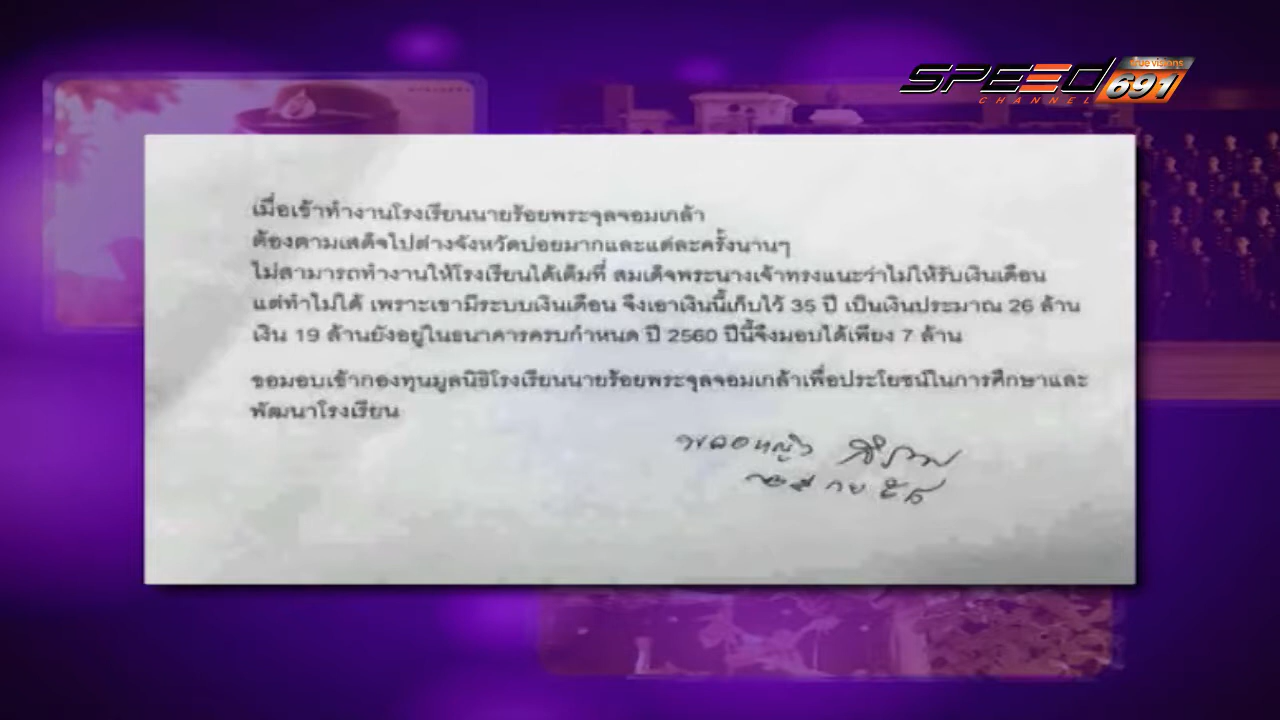 SPEED
CHANNEL
true visions
691
เมื่อเข้าทำงานโรงเรียนนายร้อยพระจุลจอมเกล้า
ต้องตามเสด็จไปต่างจังหวัดบ่อยมากและแต่ละครั้งนานๆ
ไม่สามารถทำงานให้โรงเรียนได้เต็มที่ สมเด็จพระนางเจ้าทรงแนะว่าไม่ให้รับเงินเดือน
แต่ทำไม่ได้ เพราะเขามีระบบเงินเดือน จึงเอาเงินนี้เก็บไว้ 35 ปี เป็นเงินประมาณ 26 ล้าน
เงิน 19 ล้านยังอยู่ในธนาคารครบกำหนด ปี 2560 ปีนี้จึงมอบได้เพียง 7 ล้าน
ขอมอบเข้ากองทุนมูลนิธิโรงเรียนนายร้อยพระจุลจอมเกล้าเพื่อประโยชน์ในการศึกษาและ
พัฒนาโรงเรียน
พลอหญิง